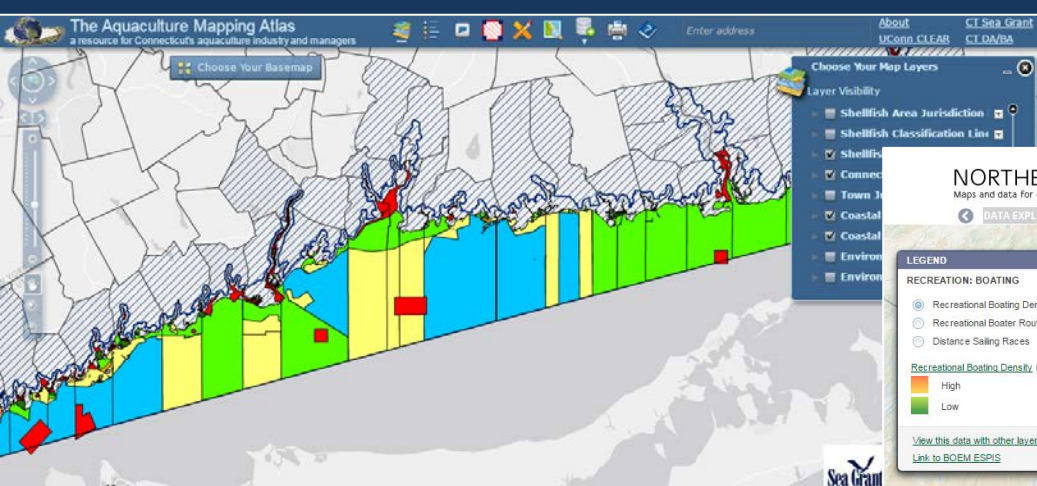 The Aquaculture Mapping Atlas
a resource for Connecticut's aquaculture industry and managers
Enter address
About
CT Sea Grant
UConn CLEAR
CT DA/BA
Choose Your Basemap
Choose Your Map Layers
Layer Visibility
Shellfish Area Jurisdiction
Shellfish Classification Line
Shellfis
Connec
Town J
Coastal
Coastal
Environ
Environ
Sea Grant
NORTHE
Maps and data for
DATA EXPL
LEGEND
RECREATION: BOATING
Recreational Boating Den
Recreational Boater Rout
Distance Sailing Races
Recreational Boating Density
High
Low
View this data with other layer
Link to BOEM ESPIS